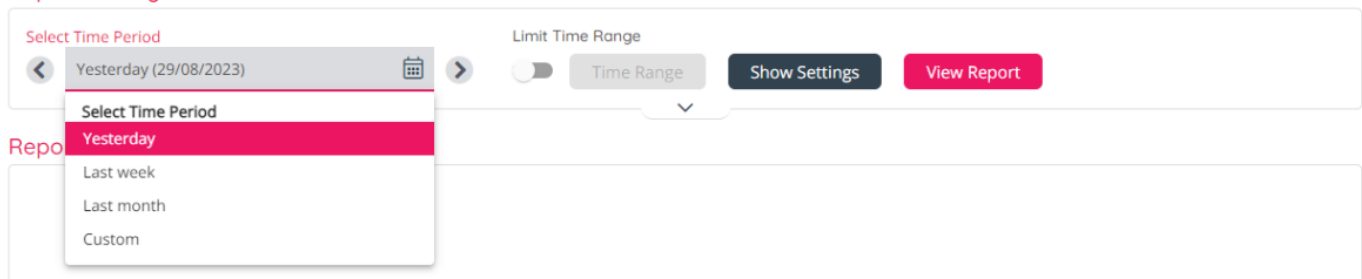 Select Time Period
Limit Time Range
Yesterday (29/08/2023)
Time Range
Show Settings
View Report
Select Time Period
Yesterday
Repo
Last week
Last month
Custom